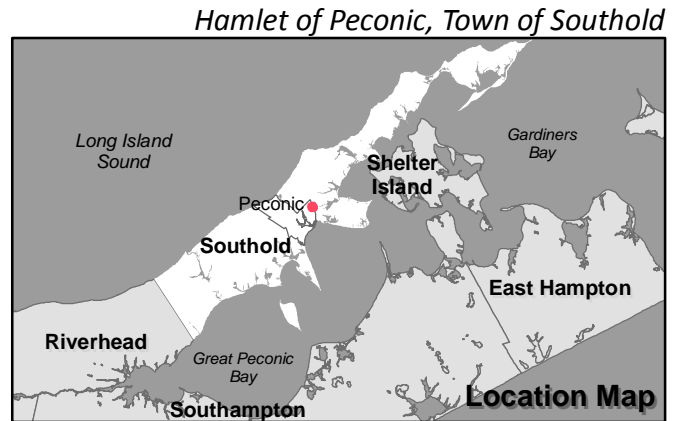 Hamlet of Peconic, Town of Southold
Long Island
Sound
Gardiners
Bay
Shelter
Island
Peconic
Southold
East Hampton
Riverhead
Great Peconic
Bay
Southampton
Location Map